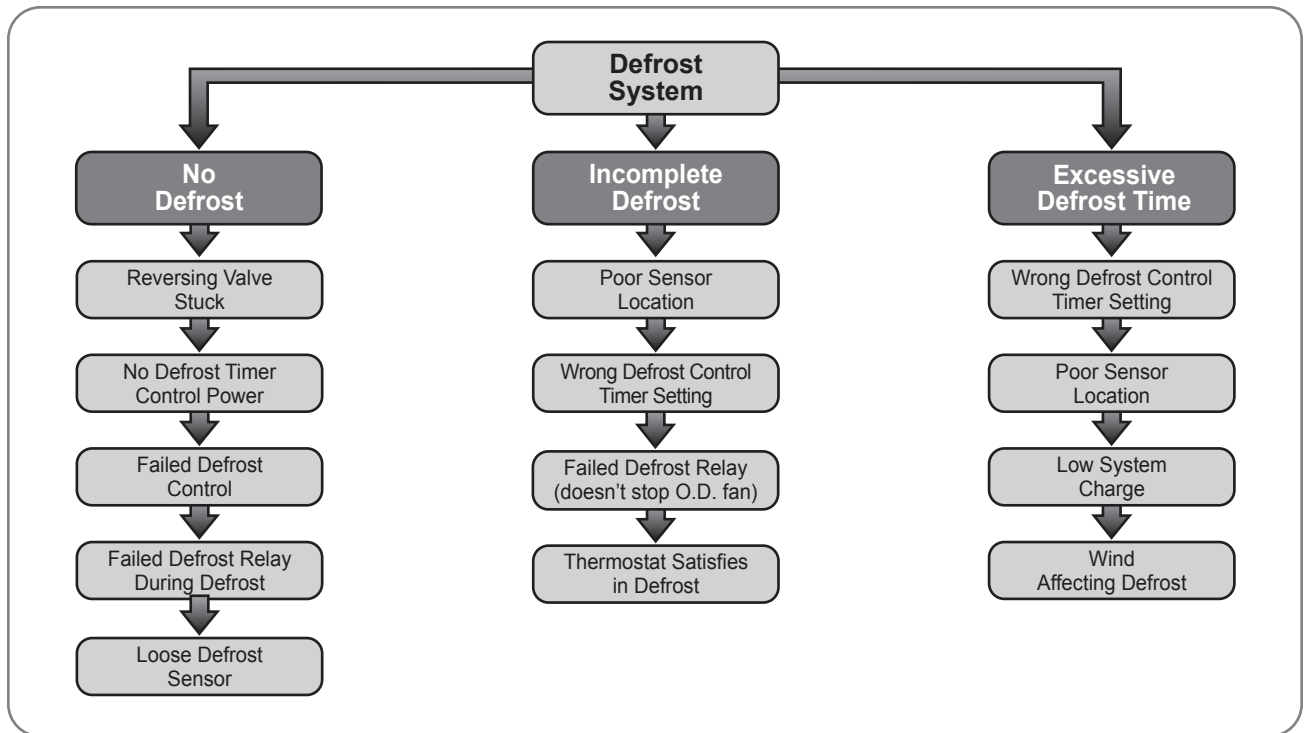 Defrost
System
No
Defrost
Reversing Valve
Stuck
No Defrost Timer
Control Power
Failed Defrost
Control
Failed Defrost Relay
During Defrost
Loose Defrost
Sensor
Incomplete
Defrost
Poor Sensor
Location
Wrong Defrost Control
Timer Setting
Failed Defrost Relay
(doesn't stop O.D. fan)
Thermostat Satisfies
in Defrost
Excessive
Defrost Time
Wrong Defrost Control
Timer Setting
Poor Sensor
Location
Low System
Charge
Wind
Affecting Defrost